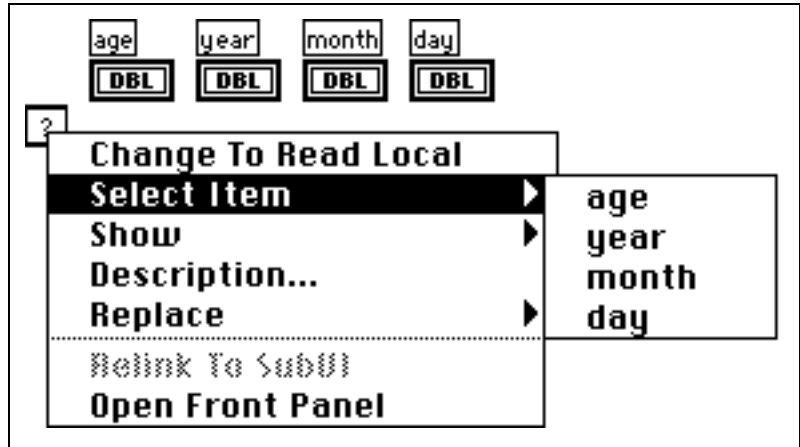 age year month day
DBL DBL DBL DBL
?
Change To Read Local
Select Item
age
Show
year
Description...
month
Replace
day
Relink To SubVI
Open Front Panel